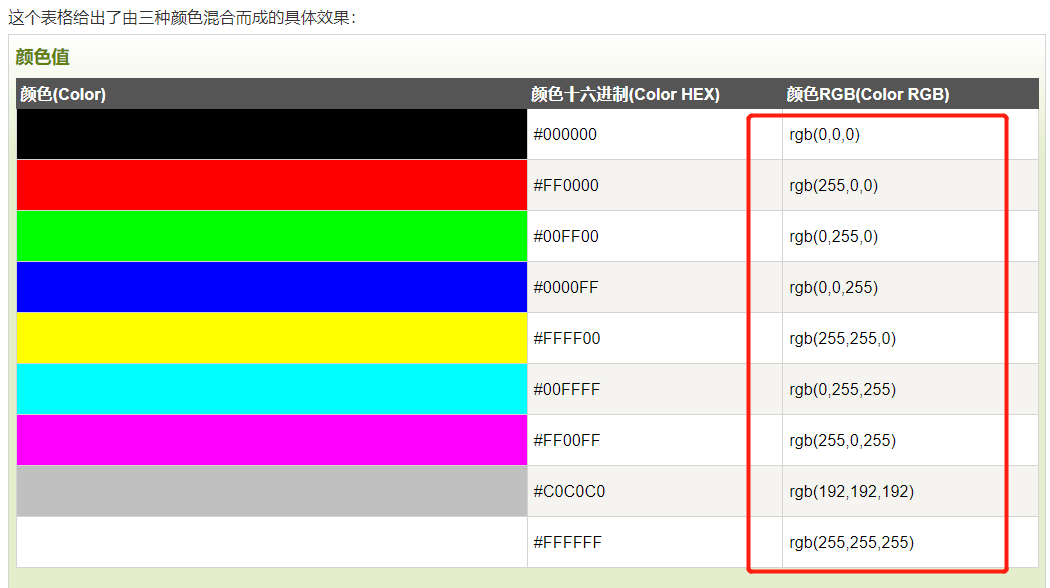 这个表格给出了由三种颜色混合而成的具体效果：
颜色值
颜色(Color) 颜色十六进制(Color HEX) 颜色RGB(Color RGB)
#000000 rgb(0,0,0)
#FF0000 rgb(255,0,0)
#00FF00 rgb(0,255,0)
#0000FF rgb(0,0,255)
#FFFF00 rgb(255,255,0)
#00FFFF rgb(0,255,255)
#FF00FF rgb(255,0,255)
#C0C0C0 rgb(192,192,192)
#FFFFFF rgb(255,255,255)